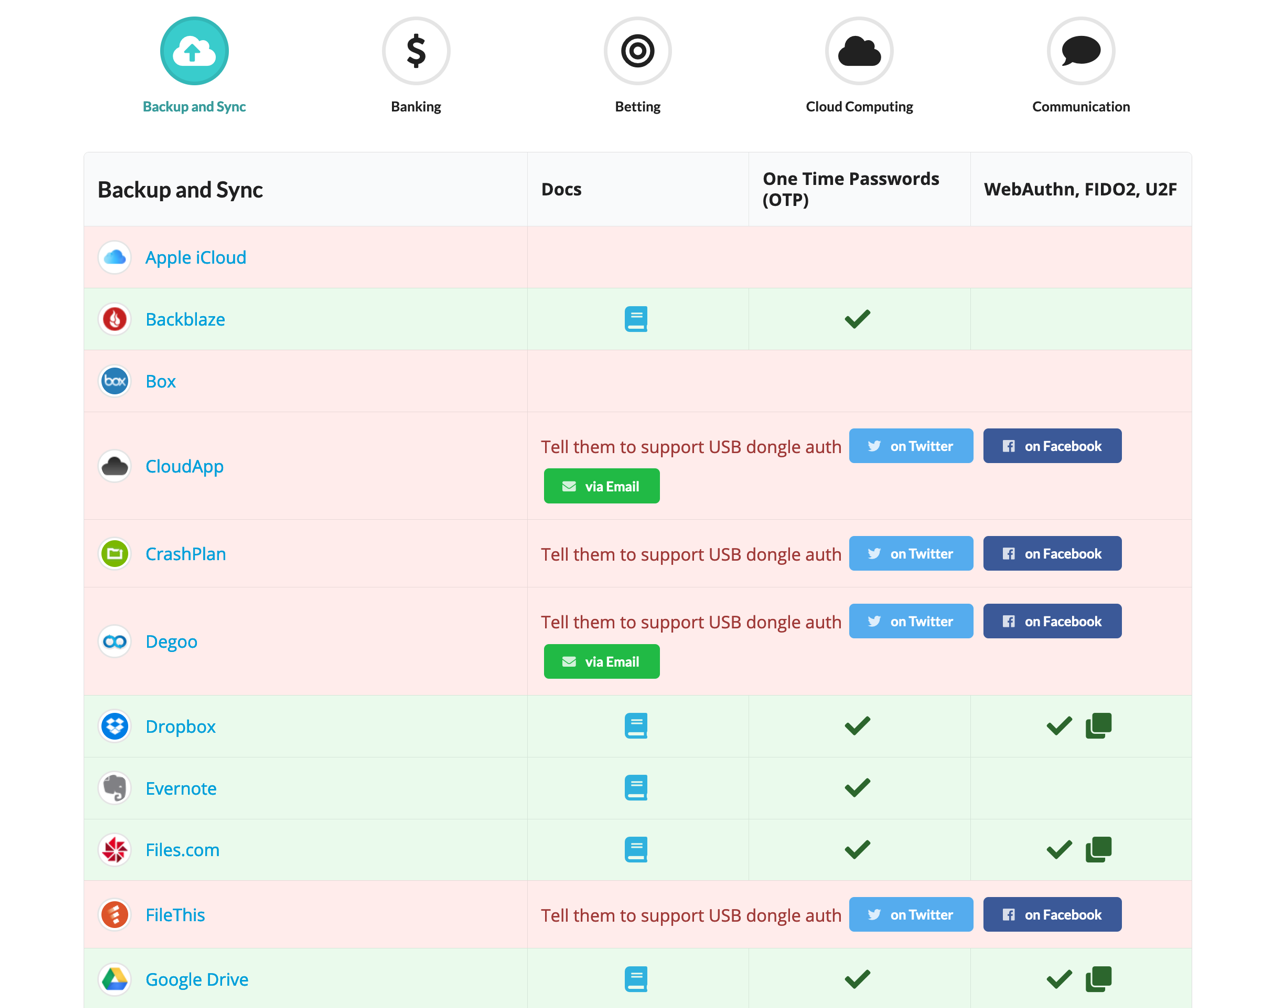 Backup and Sync
Banking
Betting
Cloud Computing
Communication
Backup and Sync
Docs
One Time Passwords
(OTP)
WebAuthn, FIDO2, U2F
Apple iCloud
Backblaze
box
Box
CloudApp
Tell them to support USB dongle auth on Twitter on Facebook
via Email
CrashPlan
Tell them to support USB dongle auth on Twitter on Facebook
Degoo
Tell them to support USB dongle auth on Twitter on Facebook
via Email
Dropbox
Evernote
Files.com
FileThis
Tell them to support USB dongle auth on Twitter on Facebook
Google Drive